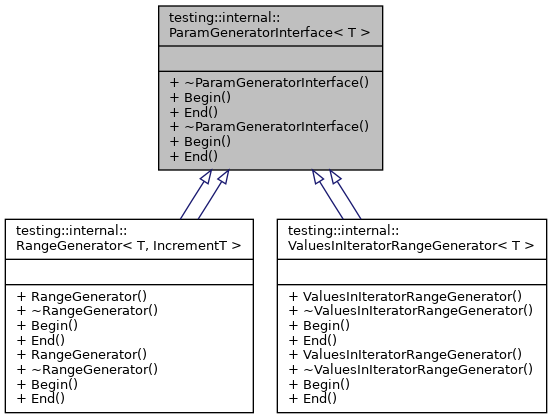 testing::internal::
ParamGeneratorInterface< T >
+ ~ParamGeneratorInterface()
+ Begin()
+ End()
+ ~ParamGeneratorInterface()
+ Begin()
+ End()
testing::internal::
RangeGenerator< T, IncrementT >
+ RangeGenerator()
+ ~RangeGenerator()
+ Begin()
+ End()
+ RangeGenerator()
+ ~RangeGenerator()
+ Begin()
+ End()
testing::internal::
ValuesInIteratorRangeGenerator< T >
+ ValuesInIteratorRangeGenerator()
+ ~ValuesInIteratorRangeGenerator()
+ Begin()
+ End()
+ ValuesInIteratorRangeGenerator()
+ ~ValuesInIteratorRangeGenerator()
+ Begin()
+ End()